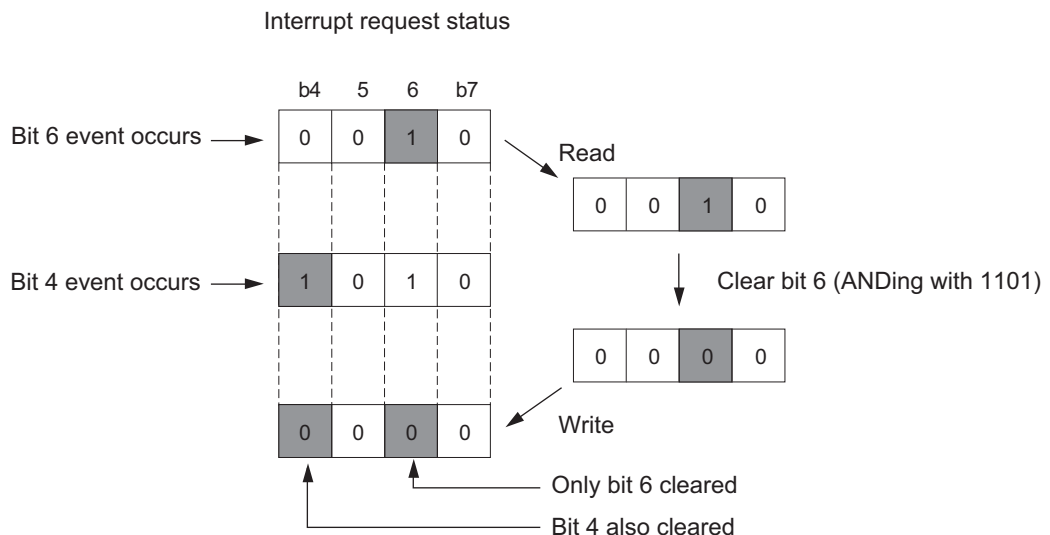 Interrupt request status
b4 5 6 b7
Bit 6 event occurs 0 0 1 0
Read
0 0 1 0
Bit 4 event occurs 1 0 1 0
Clear bit 6 (ANDing with 1101)
0 0 0 0
0 0 0 0
Write
Only bit 6 cleared
Bit 4 also cleared